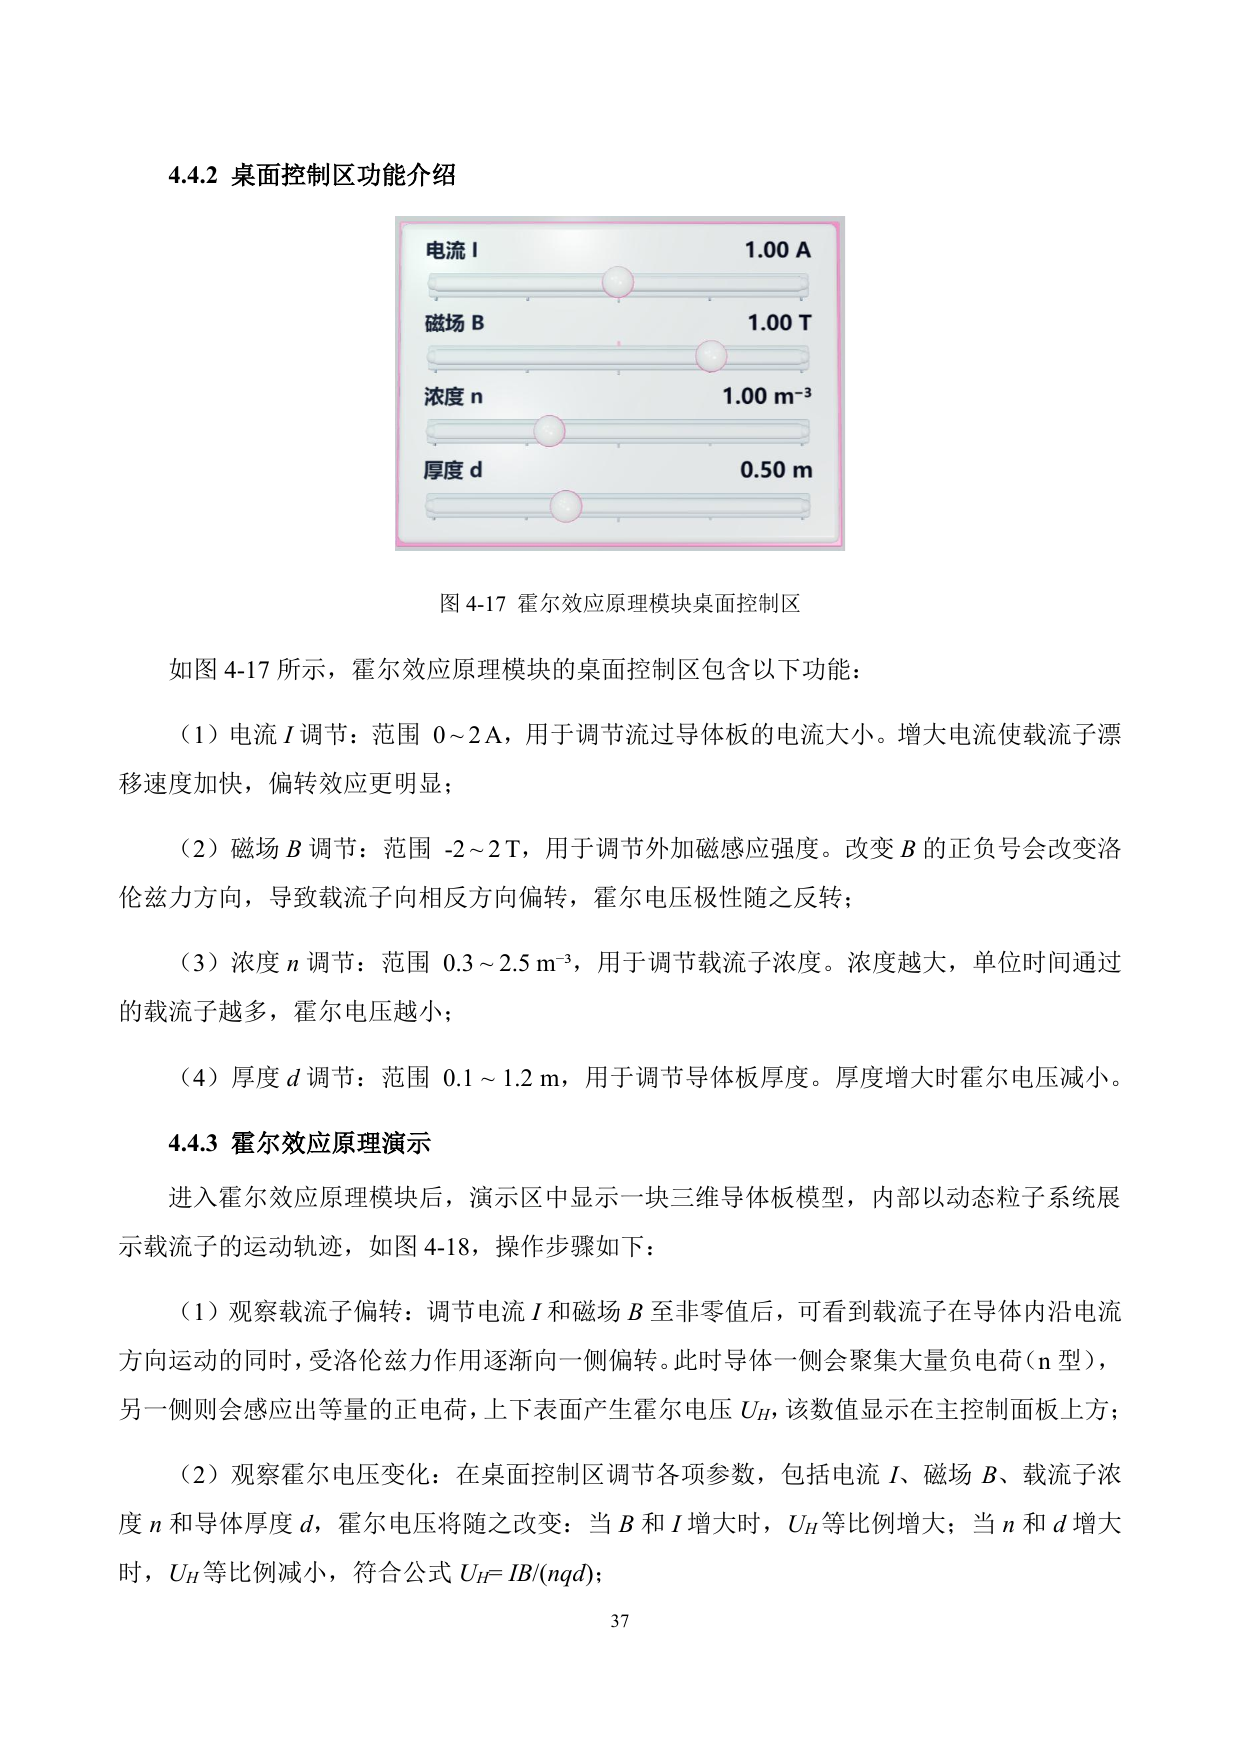 4.4.2 桌面控制区功能介绍
电流 I 1.00 A
磁场 B 1.00 T
浓度 n 1.00 m⁻³
厚度 d 0.50 m
图 4-17 霍尔效应原理模块桌面控制区
如图 4-17 所示，霍尔效应原理模块的桌面控制区包含以下功能：
（1）电流 I 调节：范围 0 ~ 2 A，用于调节流过导体板的电流大小。增大电流使载流子漂
移速度加快，偏转效应更明显；
（2）磁场 B 调节：范围 -2 ~ 2 T，用于调节外加磁感应强度。改变 B 的正负号会改变洛
伦兹力方向，导致载流子向相反方向偏转，霍尔电压极性随之反转；
（3）浓度 n 调节：范围 0.3 ~ 2.5 m⁻³，用于调节载流子浓度。浓度越大，单位时间通过
的载流子越多，霍尔电压越小；
（4）厚度 d 调节：范围 0.1 ~ 1.2 m，用于调节导体板厚度。厚度增大时霍尔电压减小。
4.4.3 霍尔效应原理演示
进入霍尔效应原理模块后，演示区中显示一块三维导体板模型，内部以动态粒子系统展
示载流子的运动轨迹，如图 4-18，操作步骤如下：
（1）观察载流子偏转：调节电流 I 和磁场 B 至非零值后，可看到载流子在导体内沿电流
方向运动的同时，受洛伦兹力作用逐渐向一侧偏转。此时导体一侧会聚集大量负电荷（n 型），
另一侧则会感应出等量的正电荷，上下表面产生霍尔电压 U_H，该数值显示在主控制面板上方；
（2）观察霍尔电压变化：在桌面控制区调节各项参数，包括电流 I、磁场 B、载流子浓
度 n 和导体厚度 d，霍尔电压将随之改变：当 B 和 I 增大时，U_H 等比例增大；当 n 和 d 增大
时，U_H 等比例减小，符合公式 U_H= IB/(nqd)；
37